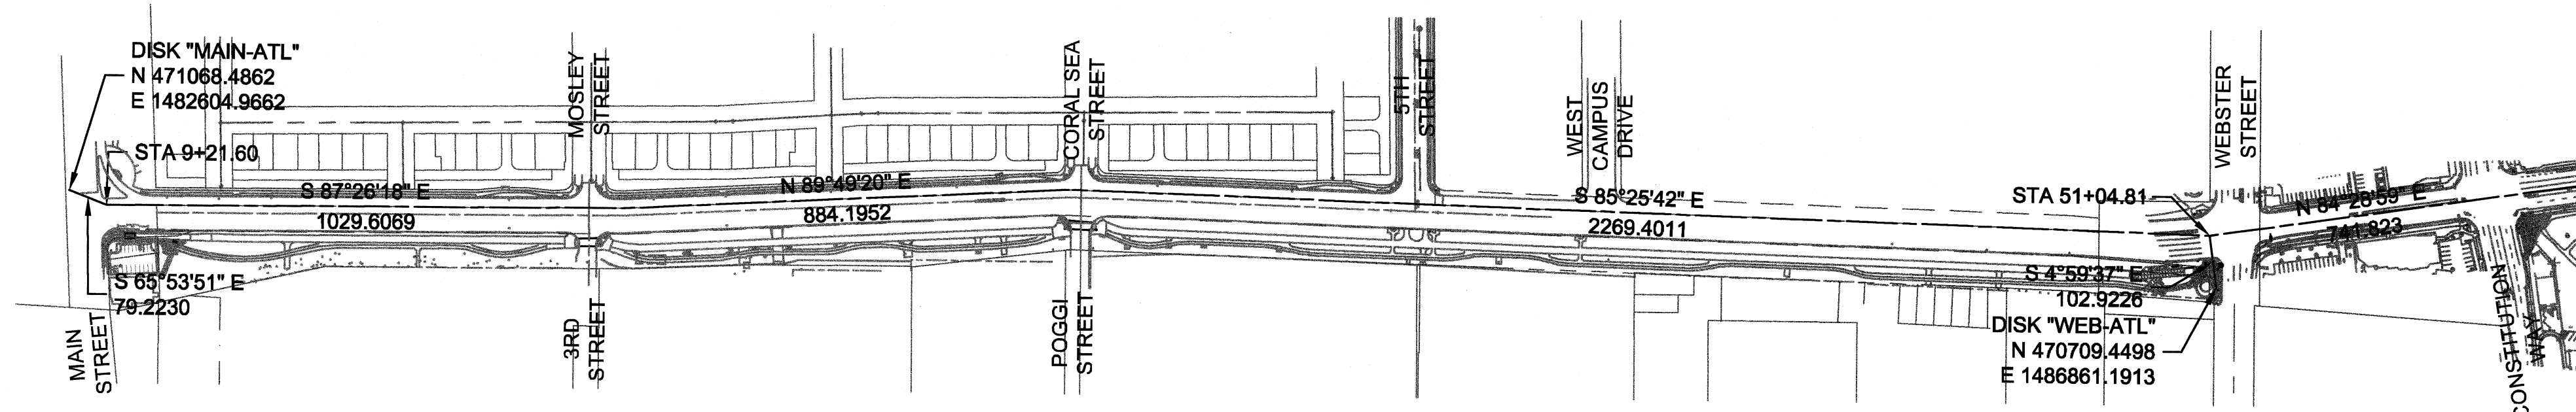 DISK "MAIN-ATL"
N 471068.4862
E 1482604.9662
STA 9+21.60
S 65°53'51" E
79.2230
MAIN
STREET
S 87°26'18" E
1029.6069
MOSLEY
STREET
3RD
STREET
N 89°49'20" E
884.1952
CORAL SEA
STREET
POGGI
STREET
5TH
STREET
WEST
CAMPUS
DRIVE
S 85°25'42" E
2269.4011
STA 51+04.81
WEBSTER
STREET
S 4°59'37" E
102.9226
DISK "WEB-ATL"
N 470709.4498
E 1486861.1913
N 84°28'59" E
741.823
CONSTITUTION
WAY